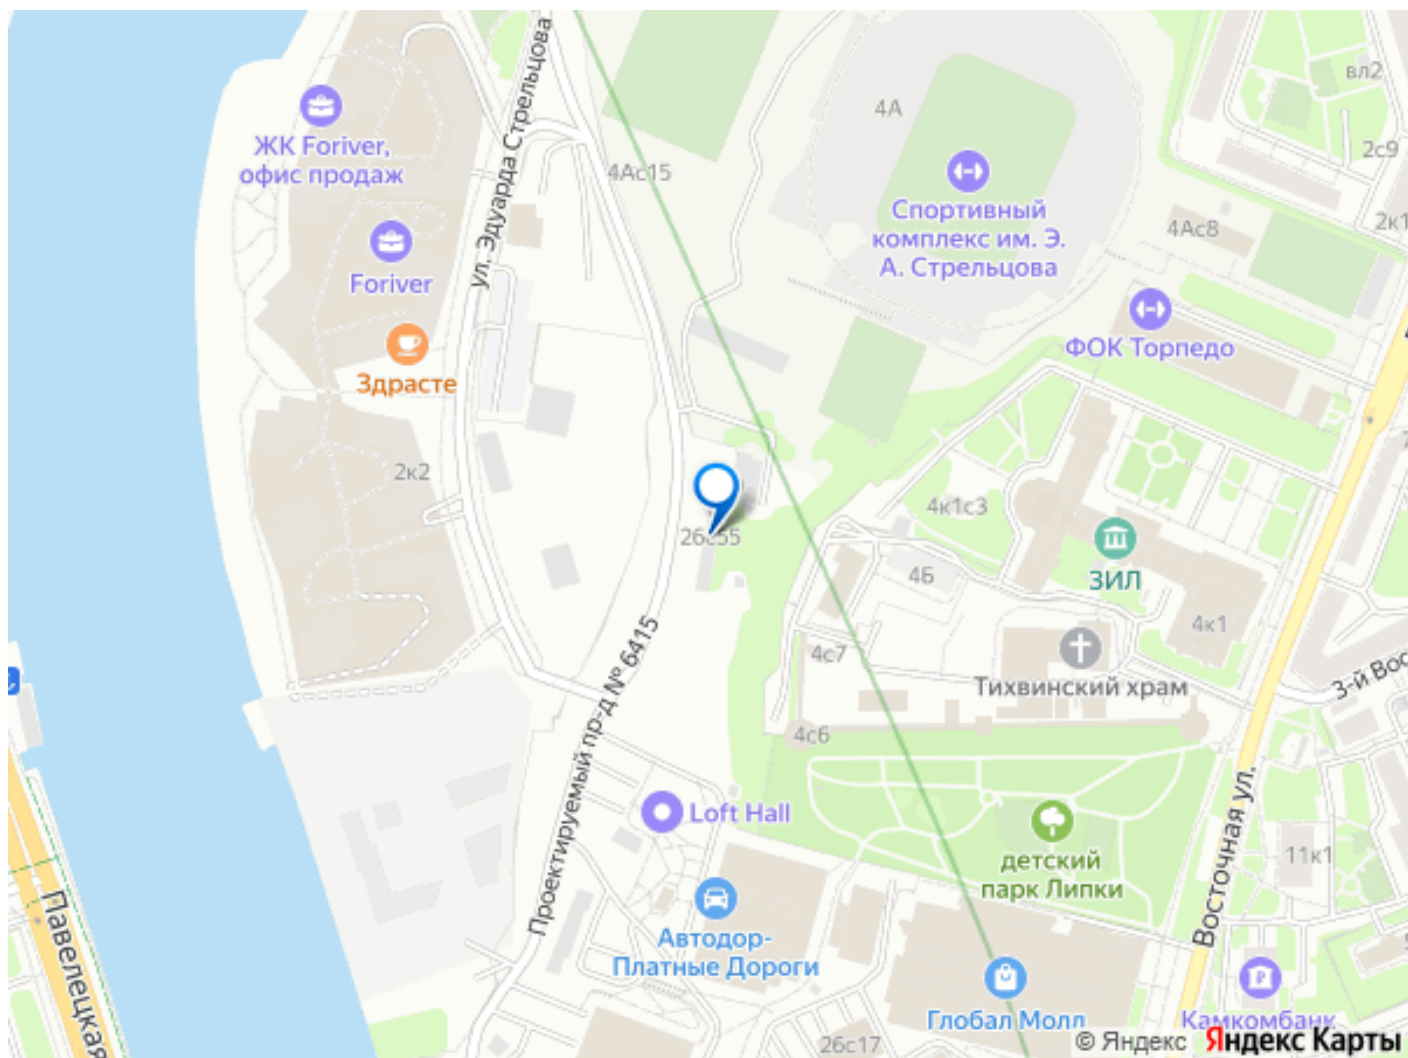 вл2
4А
2с9
ЖК Foriver,
офис продаж
4Ас15
ул. Эдуарда Стрельцова
Спортивный
комплекс им. Э.
А. Стрельцова
4Ас8
2к1
Foriver
ФОК Торпедо
Здрасте
2к2
4к1с3
26с55
4Б
ЗИЛ
4к1
4с7
Тихвинский храм
3-й Вос
Проектируемый пр-д № 6415
4с6
Loft Hall
детский
парк Липки
11к1
Восточная ул.
Павелецкая
Автодор-
Платные Дороги
Глобал Молл
Камкомбанк
26с17
© Яндекс Яндекс Карты